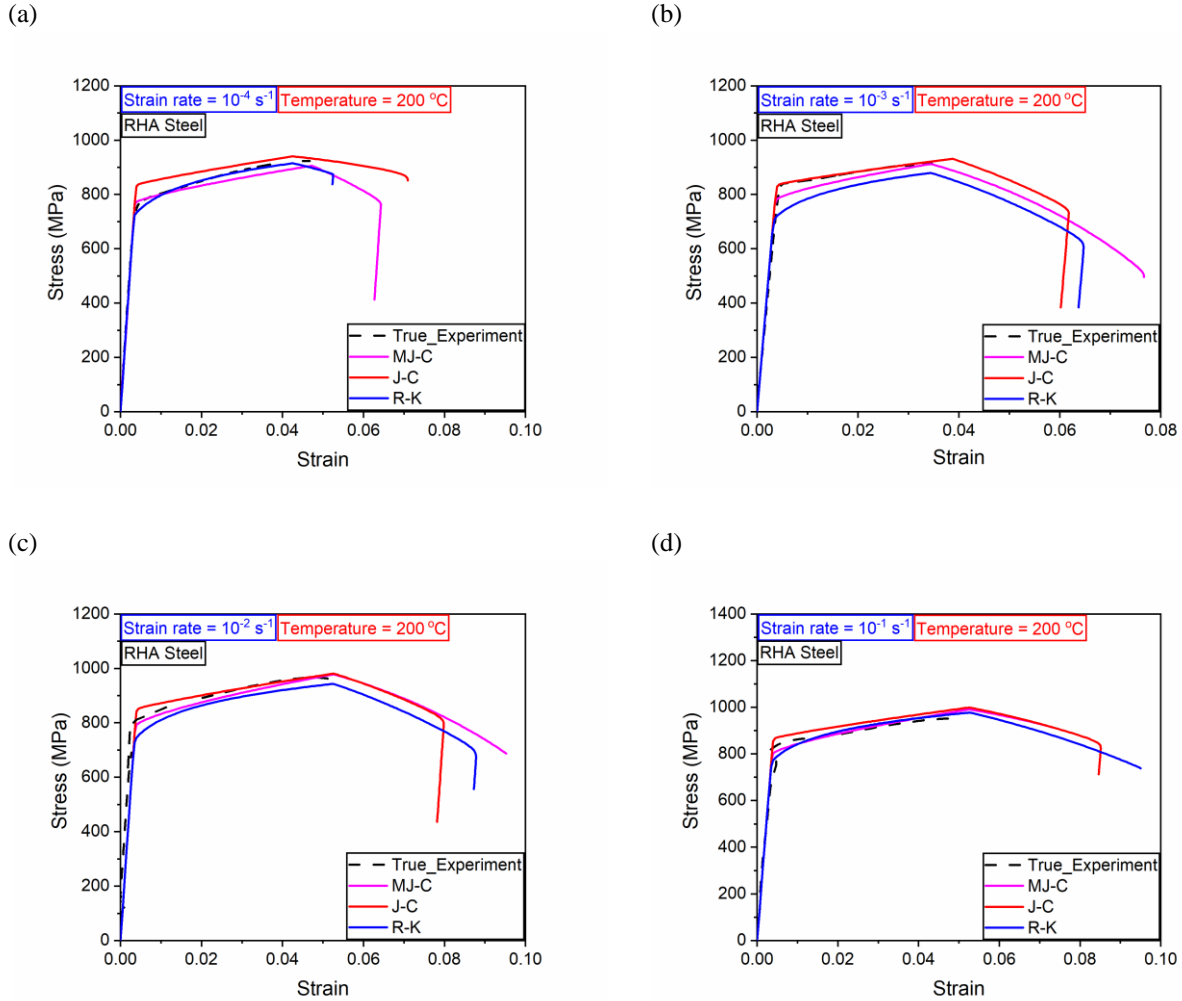 (a)
1200
1000
800
600
400
200
0
Stress (MPa)
Strain rate = 10⁻⁴ s⁻¹ Temperature = 200 °C
RHA Steel
True_Experiment
MJ-C
J-C
R-K
0.00 0.02 0.04 0.06 0.08 0.10
Strain
(b)
1200
1000
800
600
400
200
0
Stress (MPa)
Strain rate = 10⁻³ s⁻¹ Temperature = 200 °C
RHA Steel
True_Experiment
MJ-C
J-C
R-K
0.00 0.02 0.04 0.06 0.08
Strain
(c)
1200
1000
800
600
400
200
0
Stress (MPa)
Strain rate = 10⁻² s⁻¹ Temperature = 200 °C
RHA Steel
True_Experiment
MJ-C
J-C
R-K
0.00 0.02 0.04 0.06 0.08 0.10
Strain
(d)
1400
1200
1000
800
600
400
200
0
Stress (MPa)
Strain rate = 10⁻¹ s⁻¹ Temperature = 200 °C
RHA Steel
True_Experiment
MJ-C
J-C
R-K
0.00 0.02 0.04 0.06 0.08 0.10
Strain